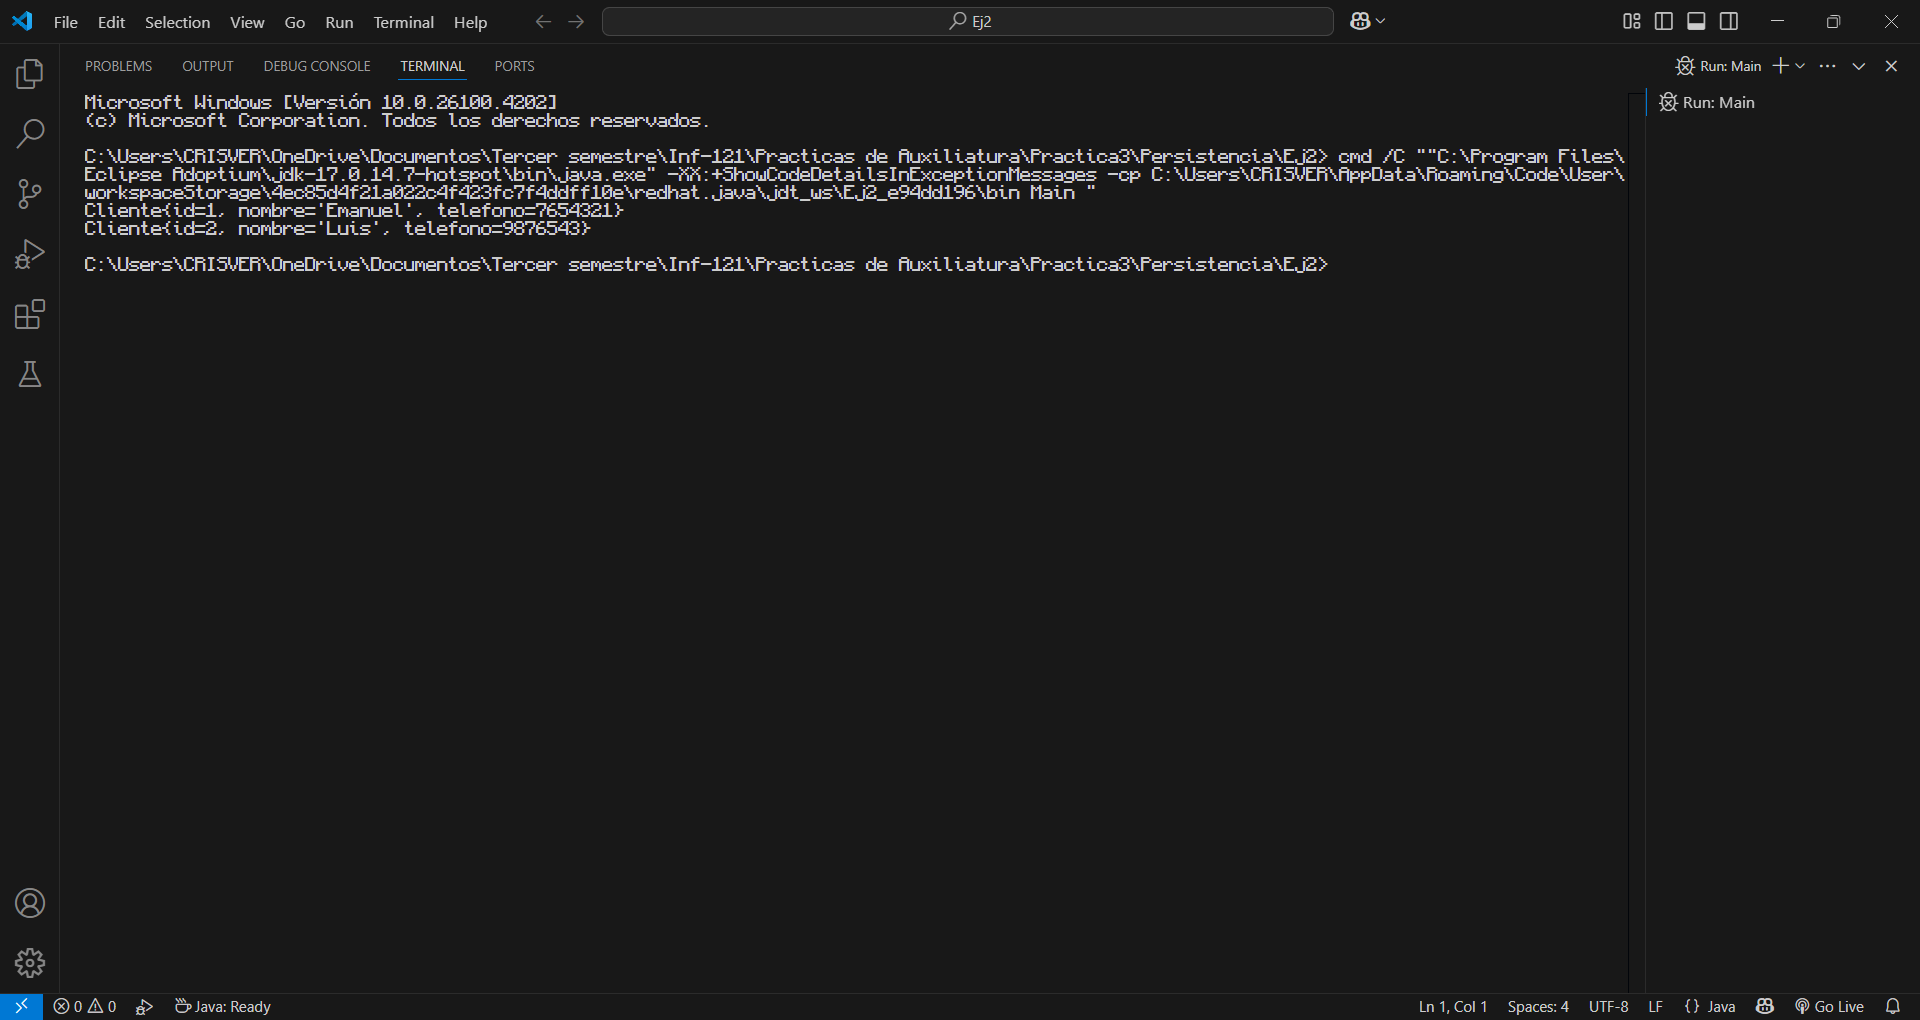 File Edit Selection View Go Run Terminal Help
Ej2
PROBLEMS OUTPUT DEBUG CONSOLE TERMINAL PORTS
Run: Main
Run: Main
Microsoft Windows [Versión 10.0.26100.4202]
(c) Microsoft Corporation. Todos los derechos reservados.
C:\Users\CRISVER\OneDrive\Documentos\Tercer semestre\Inf-121\Practicas de Auxiliatura\Practica3\Persistencia\Ej2> cmd /C ""C:\Program Files\
Eclipse Adoptium\jdk-17.0.14.7-hotspot\bin\java.exe" -XX:+ShowCodeDetailsInExceptionMessages -cp C:\Users\CRISVER\AppData\Roaming\Code\User\
workspaceStorage\4ec85d4f21a022c4f423fc7f4ddff10e\redhat.java\jdt_ws\Ej2_e94dd196\bin Main "
Cliente{id=1, nombre='Emanuel', telefono=7654321}
Cliente{id=2, nombre='Luis', telefono=9876543}
C:\Users\CRISVER\OneDrive\Documentos\Tercer semestre\Inf-121\Practicas de Auxiliatura\Practica3\Persistencia\Ej2>
0 0 Java: Ready
Ln 1, Col 1 Spaces: 4 UTF-8 LF {} Java Go Live